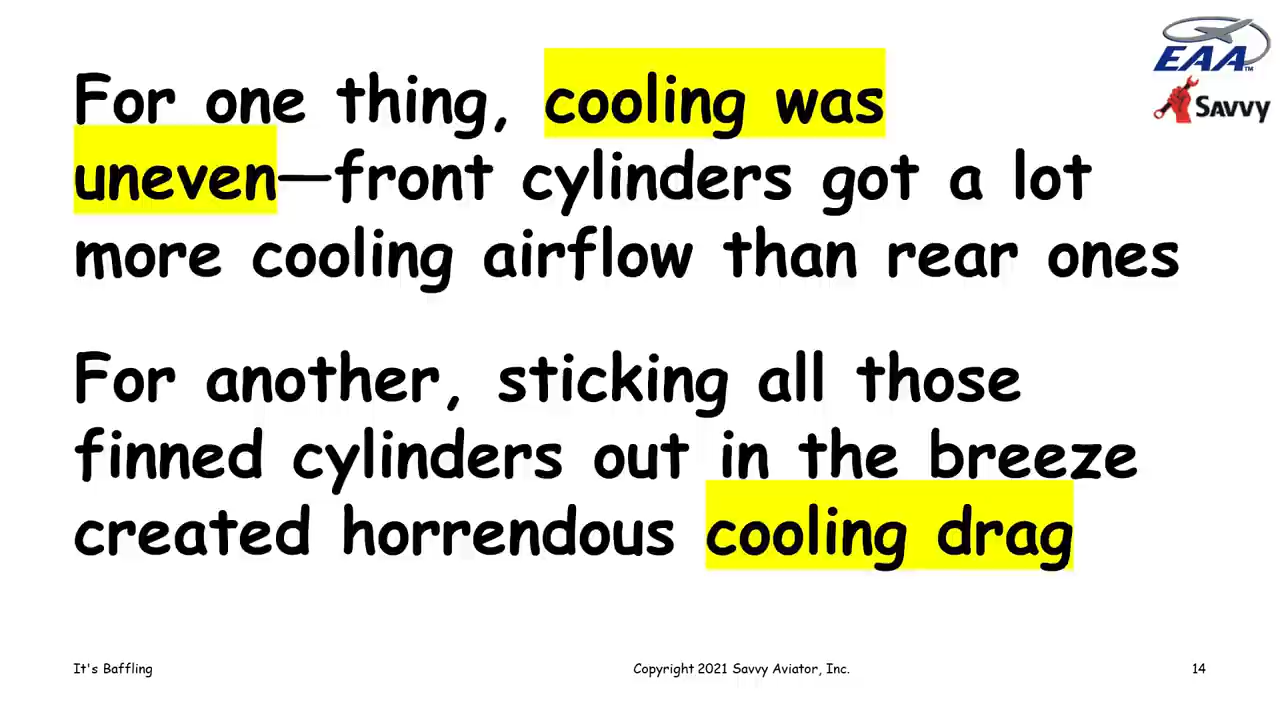 EAA™
Savvy
For one thing, cooling was
uneven—front cylinders got a lot
more cooling airflow than rear ones
For another, sticking all those
finned cylinders out in the breeze
created horrendous cooling drag
It's Baffling
Copyright 2021 Savvy Aviator, Inc.
14